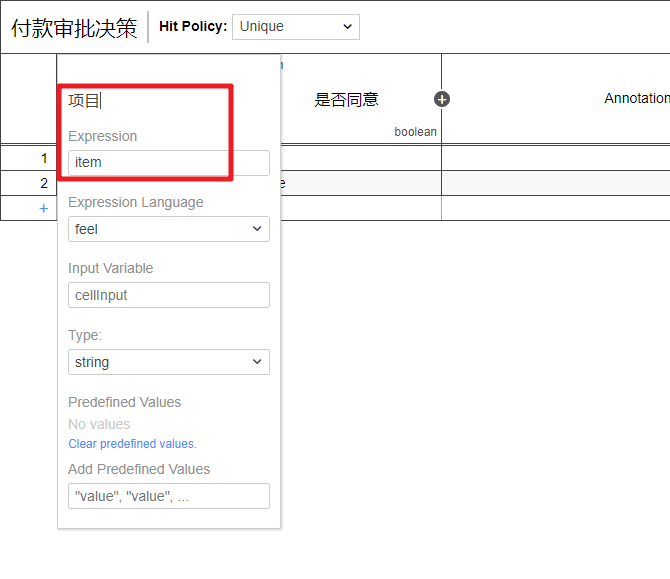 付款审批决策 Hit Policy: Unique
项目
是否同意
Annotation
Expression
boolean
item
1
2
+
Expression Language
feel
Input Variable
cellInput
Type:
string
Predefined Values
No values
Clear predefined values.
Add Predefined Values
"value", "value", ...